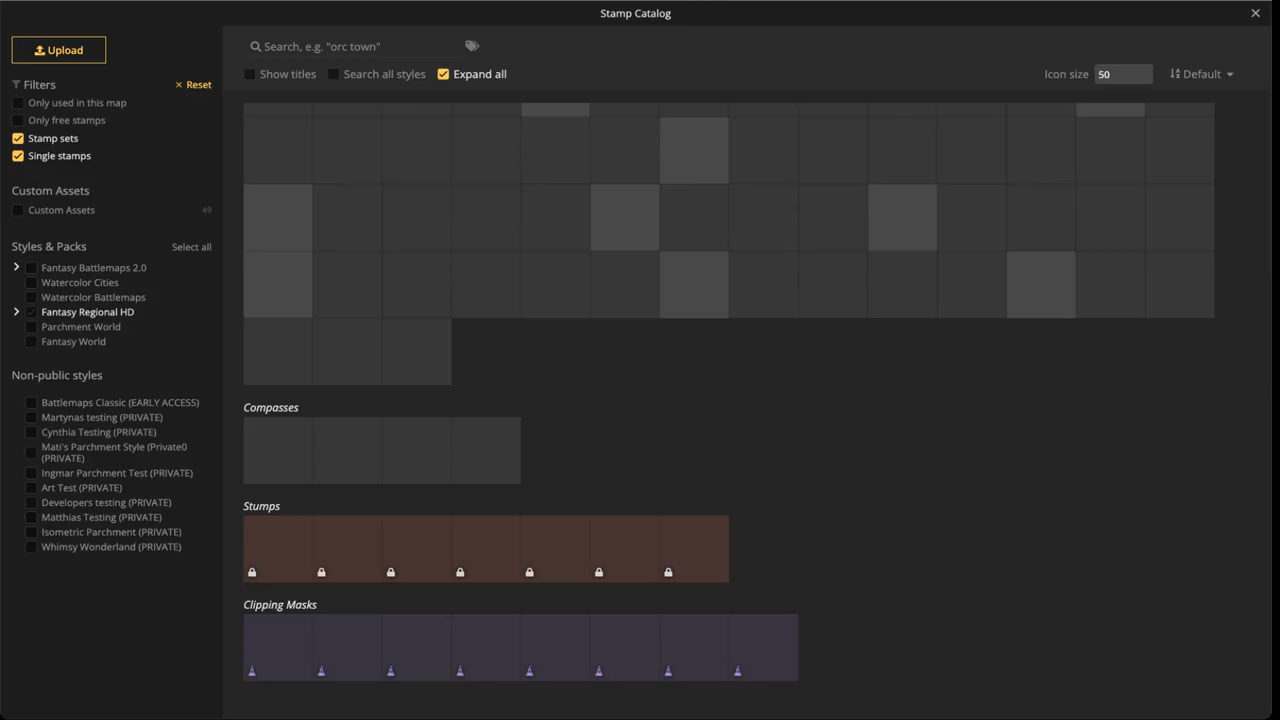 Stamp Catalog
Upload
Search, e.g. "orc town"
Show titles
Search all styles
Expand all
Icon size
50
Default
Filters
Reset
Only used in this map
Only free stamps
Stamp sets
Single stamps
Custom Assets
Custom Assets
49
Styles & Packs
Select all
Fantasy Battlemaps 2.0
Watercolor Cities
Watercolor Battlemaps
Fantasy Regional HD
Parchment World
Fantasy World
Non-public styles
Battlemaps Classic (EARLY ACCESS)
Martynas testing (PRIVATE)
Cynthia Testing (PRIVATE)
Mati's Parchment Style (Private0
(PRIVATE)
Ingmar Parchment Test (PRIVATE)
Art Test (PRIVATE)
Developers testing (PRIVATE)
Matthias Testing (PRIVATE)
Isometric Parchment (PRIVATE)
Whimsy Wonderland (PRIVATE)
Compasses
Stumps
Clipping Masks